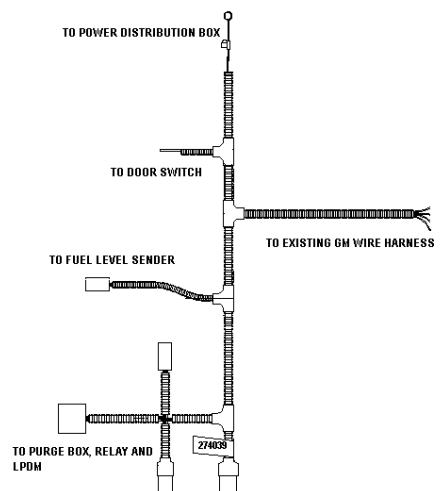 TO POWER DISTRIBUTION BOX
TO DOOR SWITCH
TO EXISTING GM WIRE HARNESS
TO FUEL LEVEL SENDER
274039
TO PURGE BOX, RELAY AND
LPDM